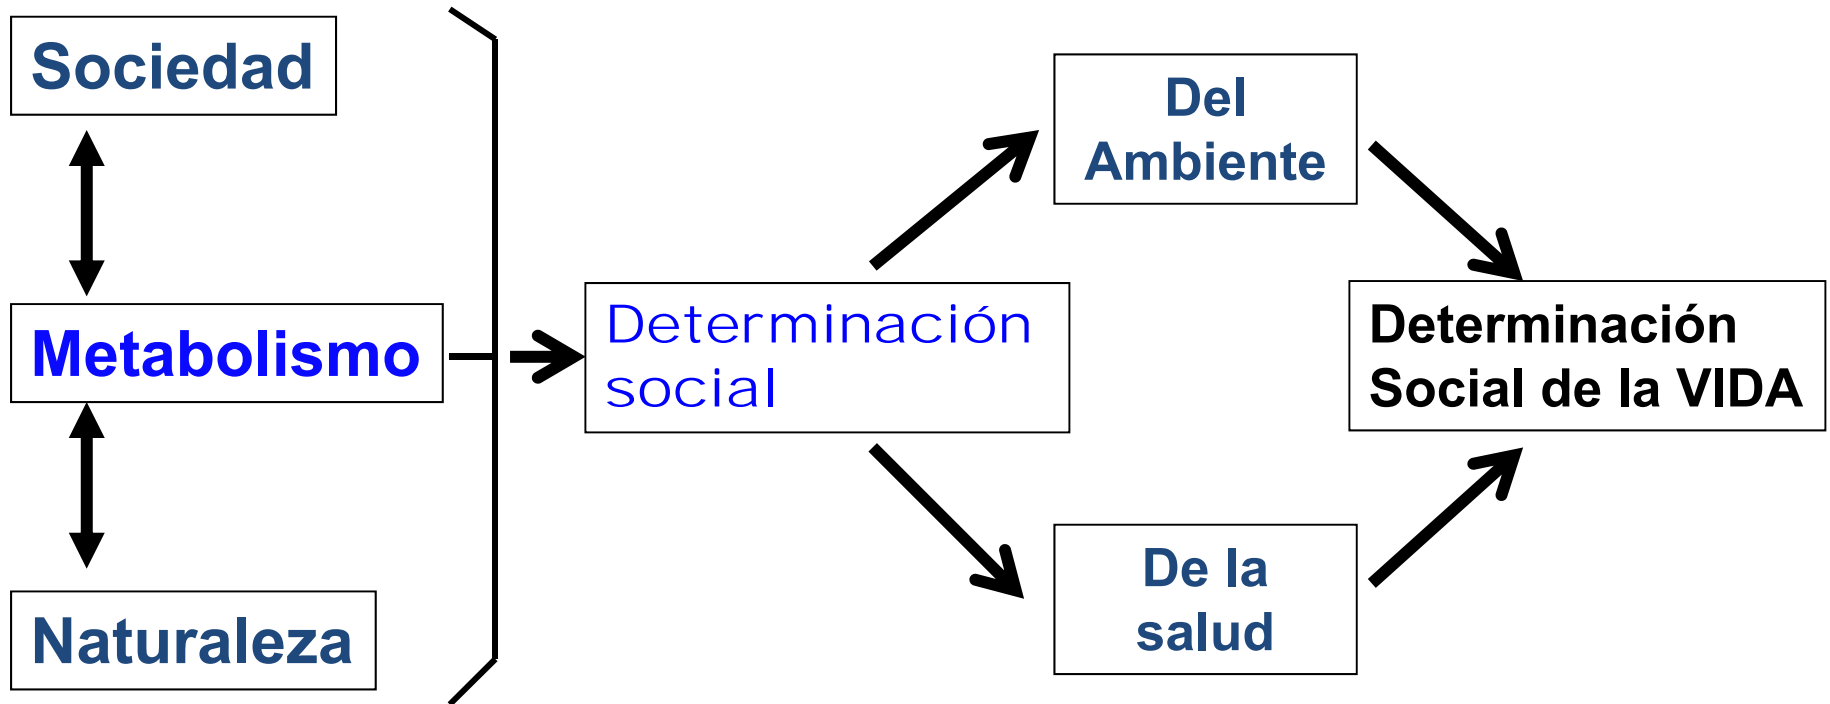 Sociedad
Metabolismo
Naturaleza
Determinación
social
Del
Ambiente
De la
salud
Determinación
Social de la VIDA